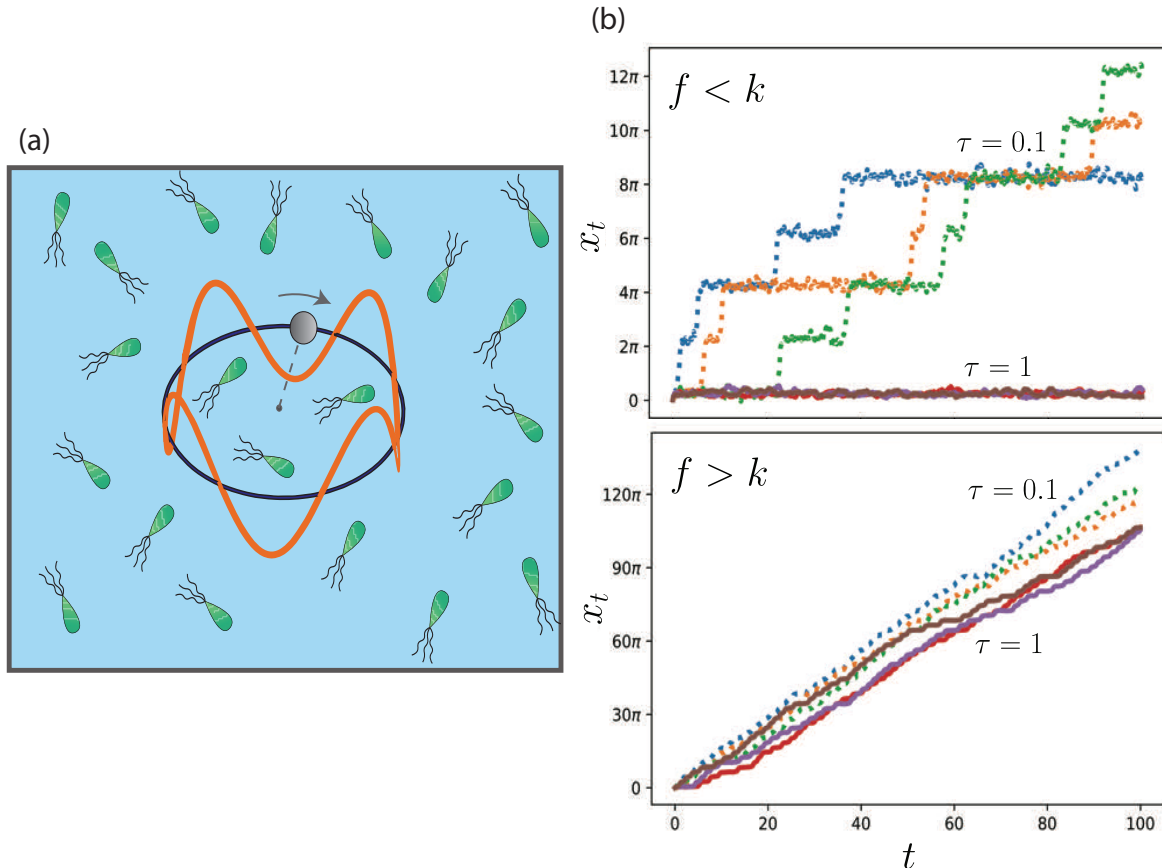 (a)
(b)
f < k
τ = 0.1
τ = 1
x_t
12π
10π
8π
6π
4π
2π
0
f > k
τ = 0.1
τ = 1
x_t
120π
90π
60π
30π
0
0 20 40 60 80 100
t